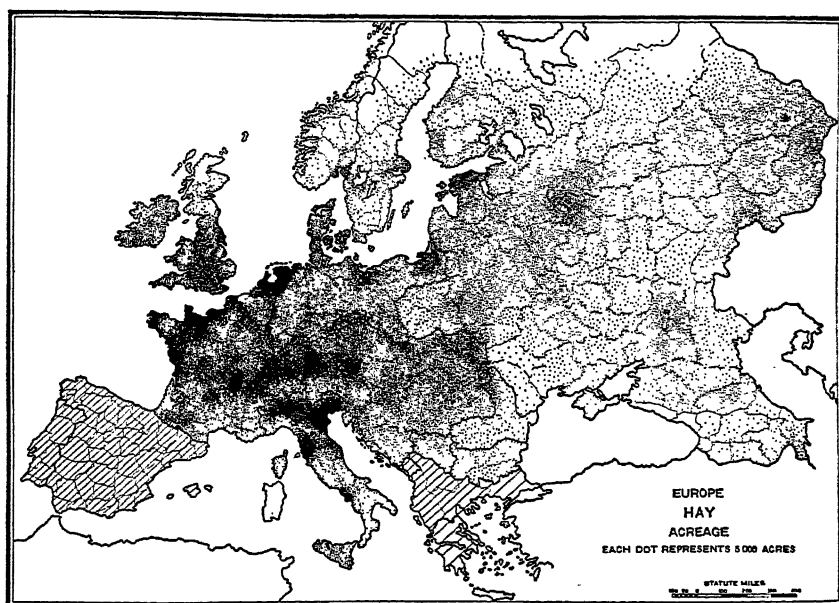 EUROPE
HAY
ACREAGE
EACH DOT REPRESENTS 5 000 ACRES
STATUTE MILES